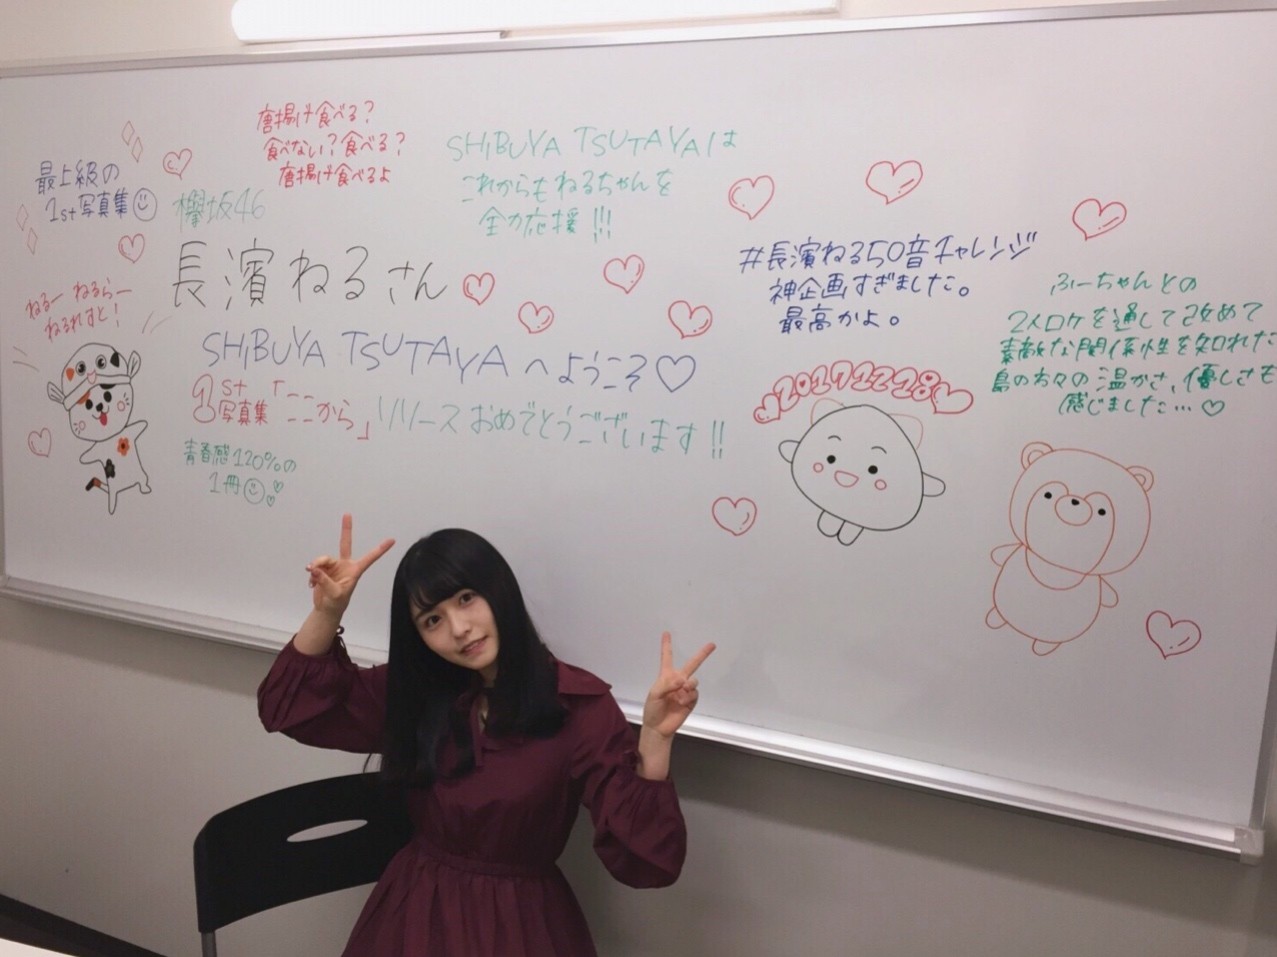 唐揚げ食べる?
食べない?食べる?
唐揚げ食べるよ
SHIBUYA TSUTAYAは
これからもねるちゃんを
全力応援!!!
最上級の
1st写真集
欅坂46
長濱ねるさん
ねるー ねるらー
ねるれすと!
SHIBUYA TSUTAYAへようこそ♡
1st写真集「ここから」リリースおめでとうございます!!
青春感120%の
1冊
#長濱ねる50音チャレンジ
神企画すぎました。
最高かよ。
20171218
ふーちゃんとの
2人ロケを通して改めて
素敵な関係性を知れた
島の方々の温かさ、優しさも
感じました…♡